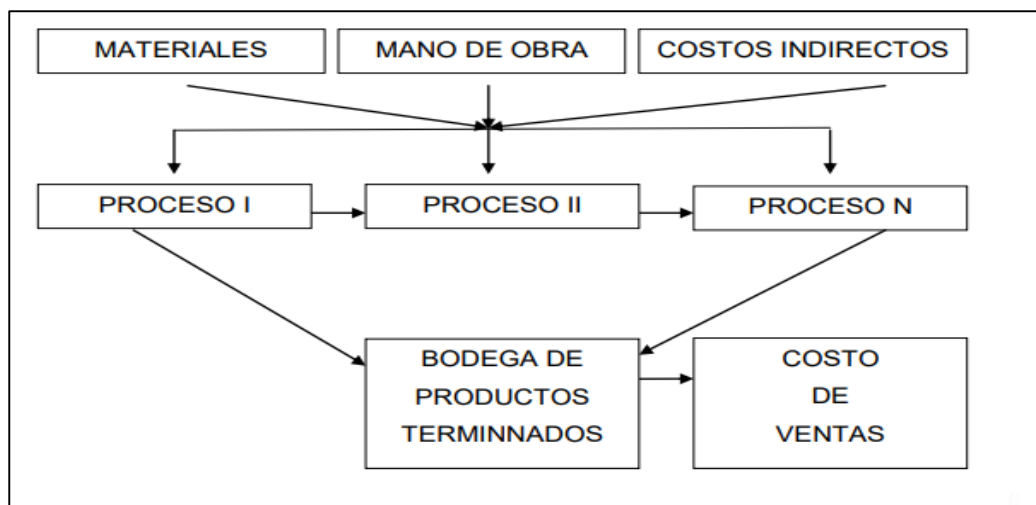 MATERIALES
MANO DE OBRA
COSTOS INDIRECTOS
PROCESO I
PROCESO II
PROCESO N
BODEGA DE
PRODUCTOS
TERMINNADOS
COSTO
DE
VENTAS